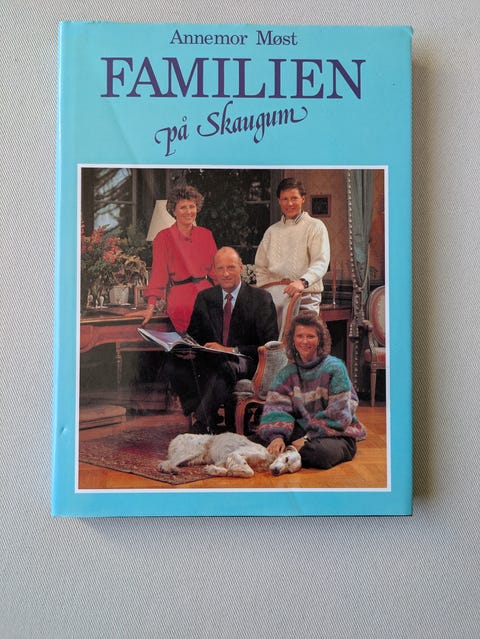 Annemor Møst
FAMILIEN
på Skaugum